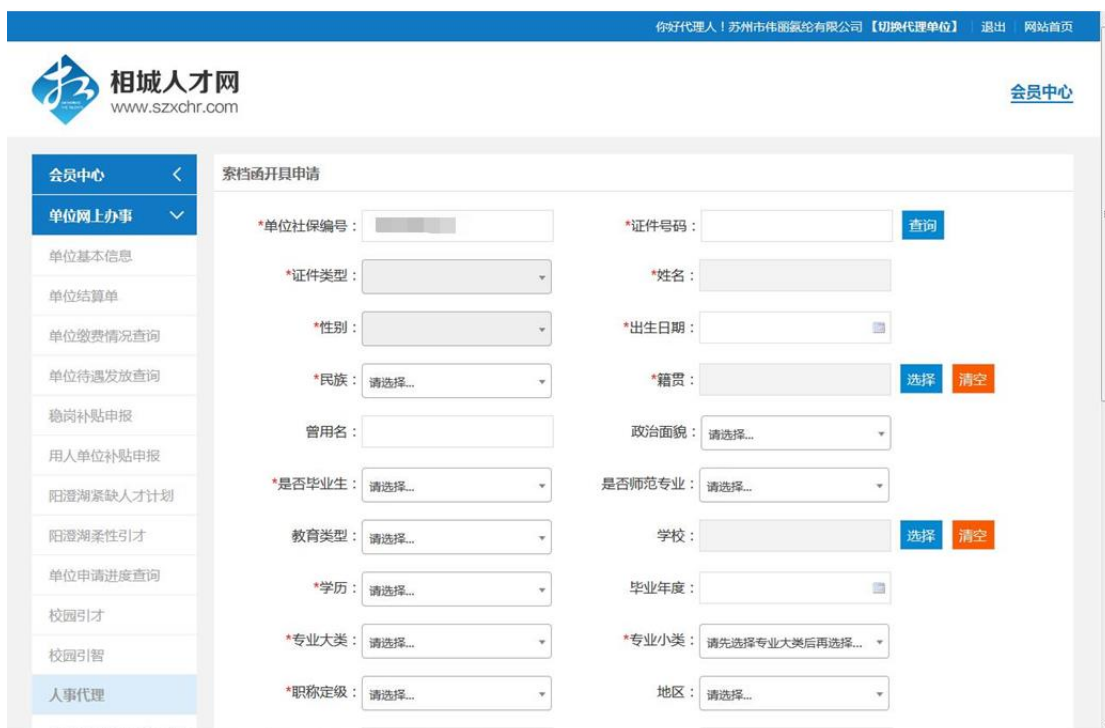 你好代理人！苏州市伟丽氨纶有限公司【切换代理单位】 退出 网站首页
相城人才网
www.szxchr.com
会员中心
会员中心
索档函开具申请
单位网上办事
*单位社保编号： *证件号码： 查询
单位基本信息
*证件类型： *姓名：
单位结算单
*性别： *出生日期：
单位缴费情况查询
*民族： 请选择... *籍贯： 选择 清空
单位待遇发放查询
稳岗补贴申报
曾用名： 政治面貌： 请选择...
用人单位补贴申报
*是否毕业生： 请选择... 是否师范专业： 请选择...
阳澄湖紧缺人才计划
阳澄湖柔性引才
教育类型： 请选择... 学校： 选择 清空
单位申请进度查询
*学历： 请选择... 毕业年度：
校园引才
*专业大类： 请选择... *专业小类： 请先选择专业大类后再选择...
校园引智
人事代理
*职称定级： 请选择... 地区： 请选择...